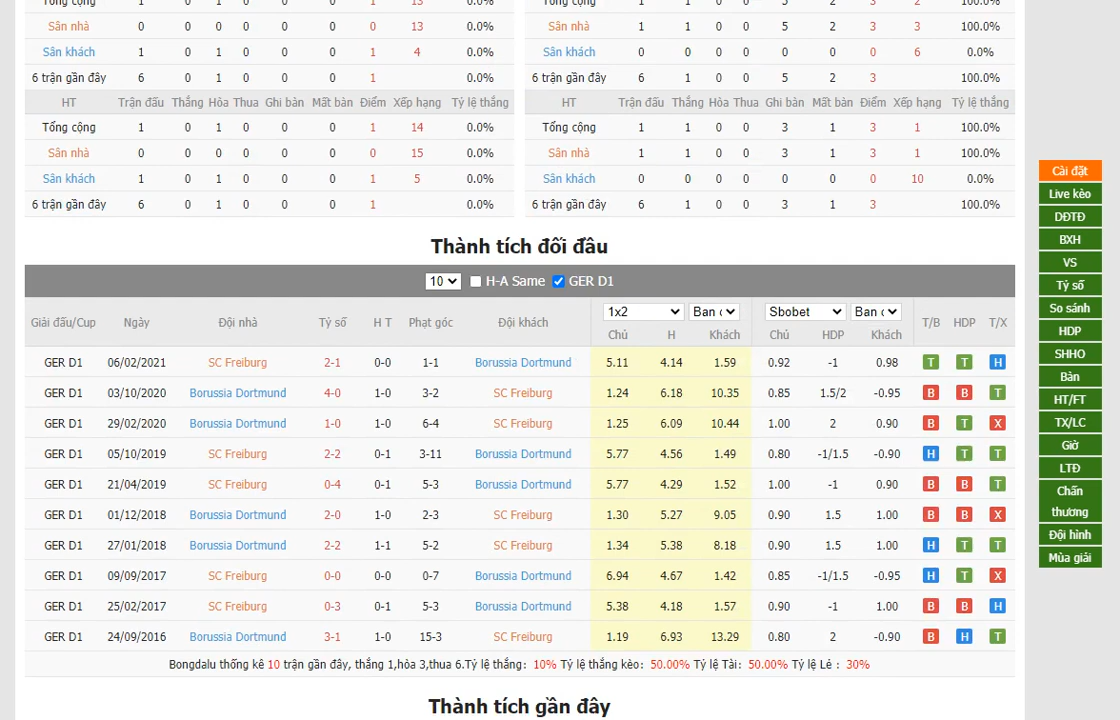 Tổng cộng 1 0 1 0 0 0 1 13 0.0% Tổng cộng 1 1 0 0 5 2 3 2 100.0%
Sân nhà 0 0 0 0 0 0 0 13 0.0% Sân nhà 1 1 0 0 5 2 3 3 100.0%
Sân khách 1 0 1 0 0 0 1 4 0.0% Sân khách 0 0 0 0 0 0 0 6 0.0%
6 trận gần đây 6 0 1 0 0 0 1 0.0% 6 trận gần đây 6 1 0 0 5 2 3 100.0%
HT Trận đấu Thắng Hòa Thua Ghi bàn Mất bàn Điểm Xếp hạng Tỷ lệ thắng HT Trận đấu Thắng Hòa Thua Ghi bàn Mất bàn Điểm Xếp hạng Tỷ lệ thắng
Tổng cộng 1 0 1 0 0 0 1 14 0.0% Tổng cộng 1 1 0 0 3 1 3 1 100.0%
Sân nhà 0 0 0 0 0 0 0 15 0.0% Sân nhà 1 1 0 0 3 1 3 1 100.0%
Sân khách 1 0 1 0 0 0 1 5 0.0% Sân khách 0 0 0 0 0 0 0 10 0.0%
6 trận gần đây 6 0 1 0 0 0 1 0.0% 6 trận gần đây 6 1 0 0 3 1 3 100.0%
Thành tích đối đầu
10 H-A Same GER D1
Giải đấu/Cup Ngày Đội nhà Tỷ số H T Phạt góc Đội khách 1x2 Ban Sbobet Ban T/B HDP T/X
Chủ H Khách Chủ HDP Khách
GER D1 06/02/2021 SC Freiburg 2-1 0-0 1-1 Borussia Dortmund 5.11 4.14 1.59 0.92 -1 0.98 T T H
GER D1 03/10/2020 Borussia Dortmund 4-0 1-0 3-2 SC Freiburg 1.24 6.18 10.35 0.85 1.5/2 -0.95 B B T
GER D1 29/02/2020 Borussia Dortmund 1-0 1-0 6-4 SC Freiburg 1.25 6.09 10.44 1.00 2 0.90 B T X
GER D1 05/10/2019 SC Freiburg 2-2 0-1 3-11 Borussia Dortmund 5.77 4.56 1.49 0.80 -1/1.5 -0.90 H T T
GER D1 21/04/2019 SC Freiburg 0-4 0-1 5-3 Borussia Dortmund 5.77 4.29 1.52 1.00 -1 0.90 B B T
GER D1 01/12/2018 Borussia Dortmund 2-0 1-0 2-3 SC Freiburg 1.30 5.27 9.05 0.90 1.5 1.00 B B X
GER D1 27/01/2018 Borussia Dortmund 2-2 1-1 5-2 SC Freiburg 1.34 5.38 8.18 0.90 1.5 1.00 H T T
GER D1 09/09/2017 SC Freiburg 0-0 0-0 0-7 Borussia Dortmund 6.94 4.67 1.42 0.85 -1/1.5 -0.95 H T X
GER D1 25/02/2017 SC Freiburg 0-3 0-1 5-3 Borussia Dortmund 5.38 4.18 1.57 0.90 -1 1.00 B B H
GER D1 24/09/2016 Borussia Dortmund 3-1 1-0 15-3 SC Freiburg 1.19 6.93 13.29 0.80 2 -0.90 B H T
Bongdalu thống kê 10 trận gần đây, thắng 1,hòa 3,thua 6.Tỷ lệ thắng: 10% Tỷ lệ thắng kèo: 50.00% Tỷ lệ Tài: 50.00% Tỷ lệ Lẻ : 30%
Thành tích gần đây
Cài đặt
Live kèo
DĐTĐ
BXH
VS
Tỷ số
So sánh
HDP
SHHO
Bàn
HT/FT
TX/LC
Giờ
LTĐ
Chấn
thương
Đội hình
Mùa giải